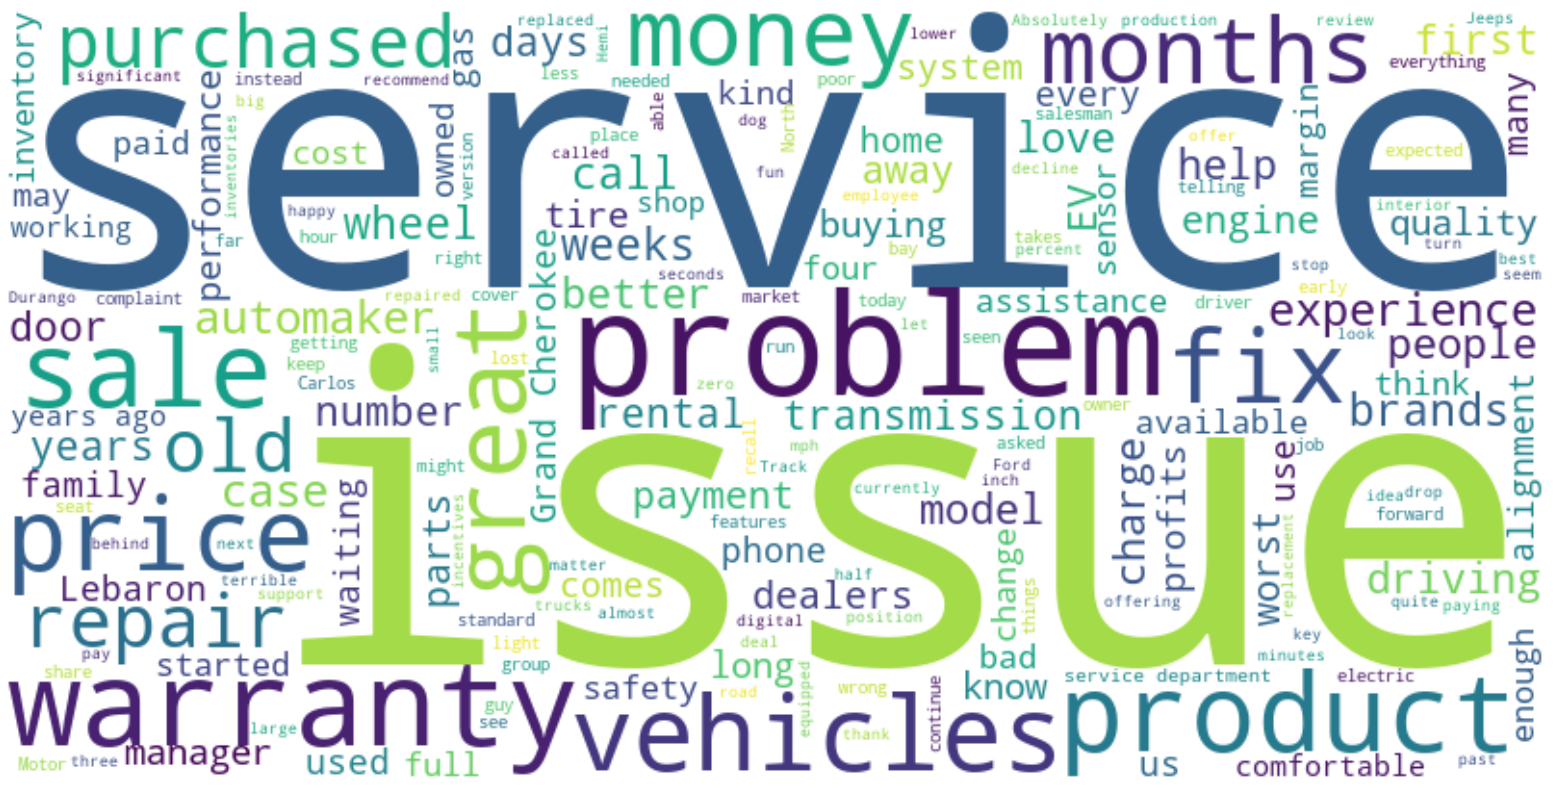 service
issue
problem
warranty
vehicles
product
money
months
purchased
sale
price
repair
great
fix
old
first
system
days
gas
inventory
significant
instead
recommend
replaced
Hemi
less
needed
poor
lower
Absolutely
production
review
Jeeps
everything
many
big
paid
performance
inventories
cost
owned
version
may
working
happy
hour
far
wheel
right
kind
dog
North
able
place
called
call
fun
tire
shop
weeks
seconds
home
away
employee
buying
bay
four
every
salesman
love
decline
EV
sensor
takes
percent
margin
offer
help
telling
engine
expected
interior
quality
turn
best
stop
seem
early
Durango
complaint
repaired
cover
better
market
today
assistance
driver
experience
door
automaker
getting
keep
small
lost
Grand Cherokee
run
let
seen
look
people
Carlos
number
zero
think
brands
years ago
rental
transmission
owner
available
years
family
seat
case
might
recall
mph
Track
asked
Ford
inch
job
use
charge
profits
alignment
behind
next
waiting
parts
incentives
payment
features
currently
model
idea
drop
forward
phone
matter
half
change
things
worst
replacement
driving
Lebaron
terrible
support
comes
trucks
almost
dealers
digital
position
offering
quite
paying
standard
light
deal
key
minutes
share
pay
started
group
long
bad
know
service department
electric
enough
safety
road
equipped
wrong
continue
large
guy
see
thank
Motor
three
manager
used
full
us
comfortable
past